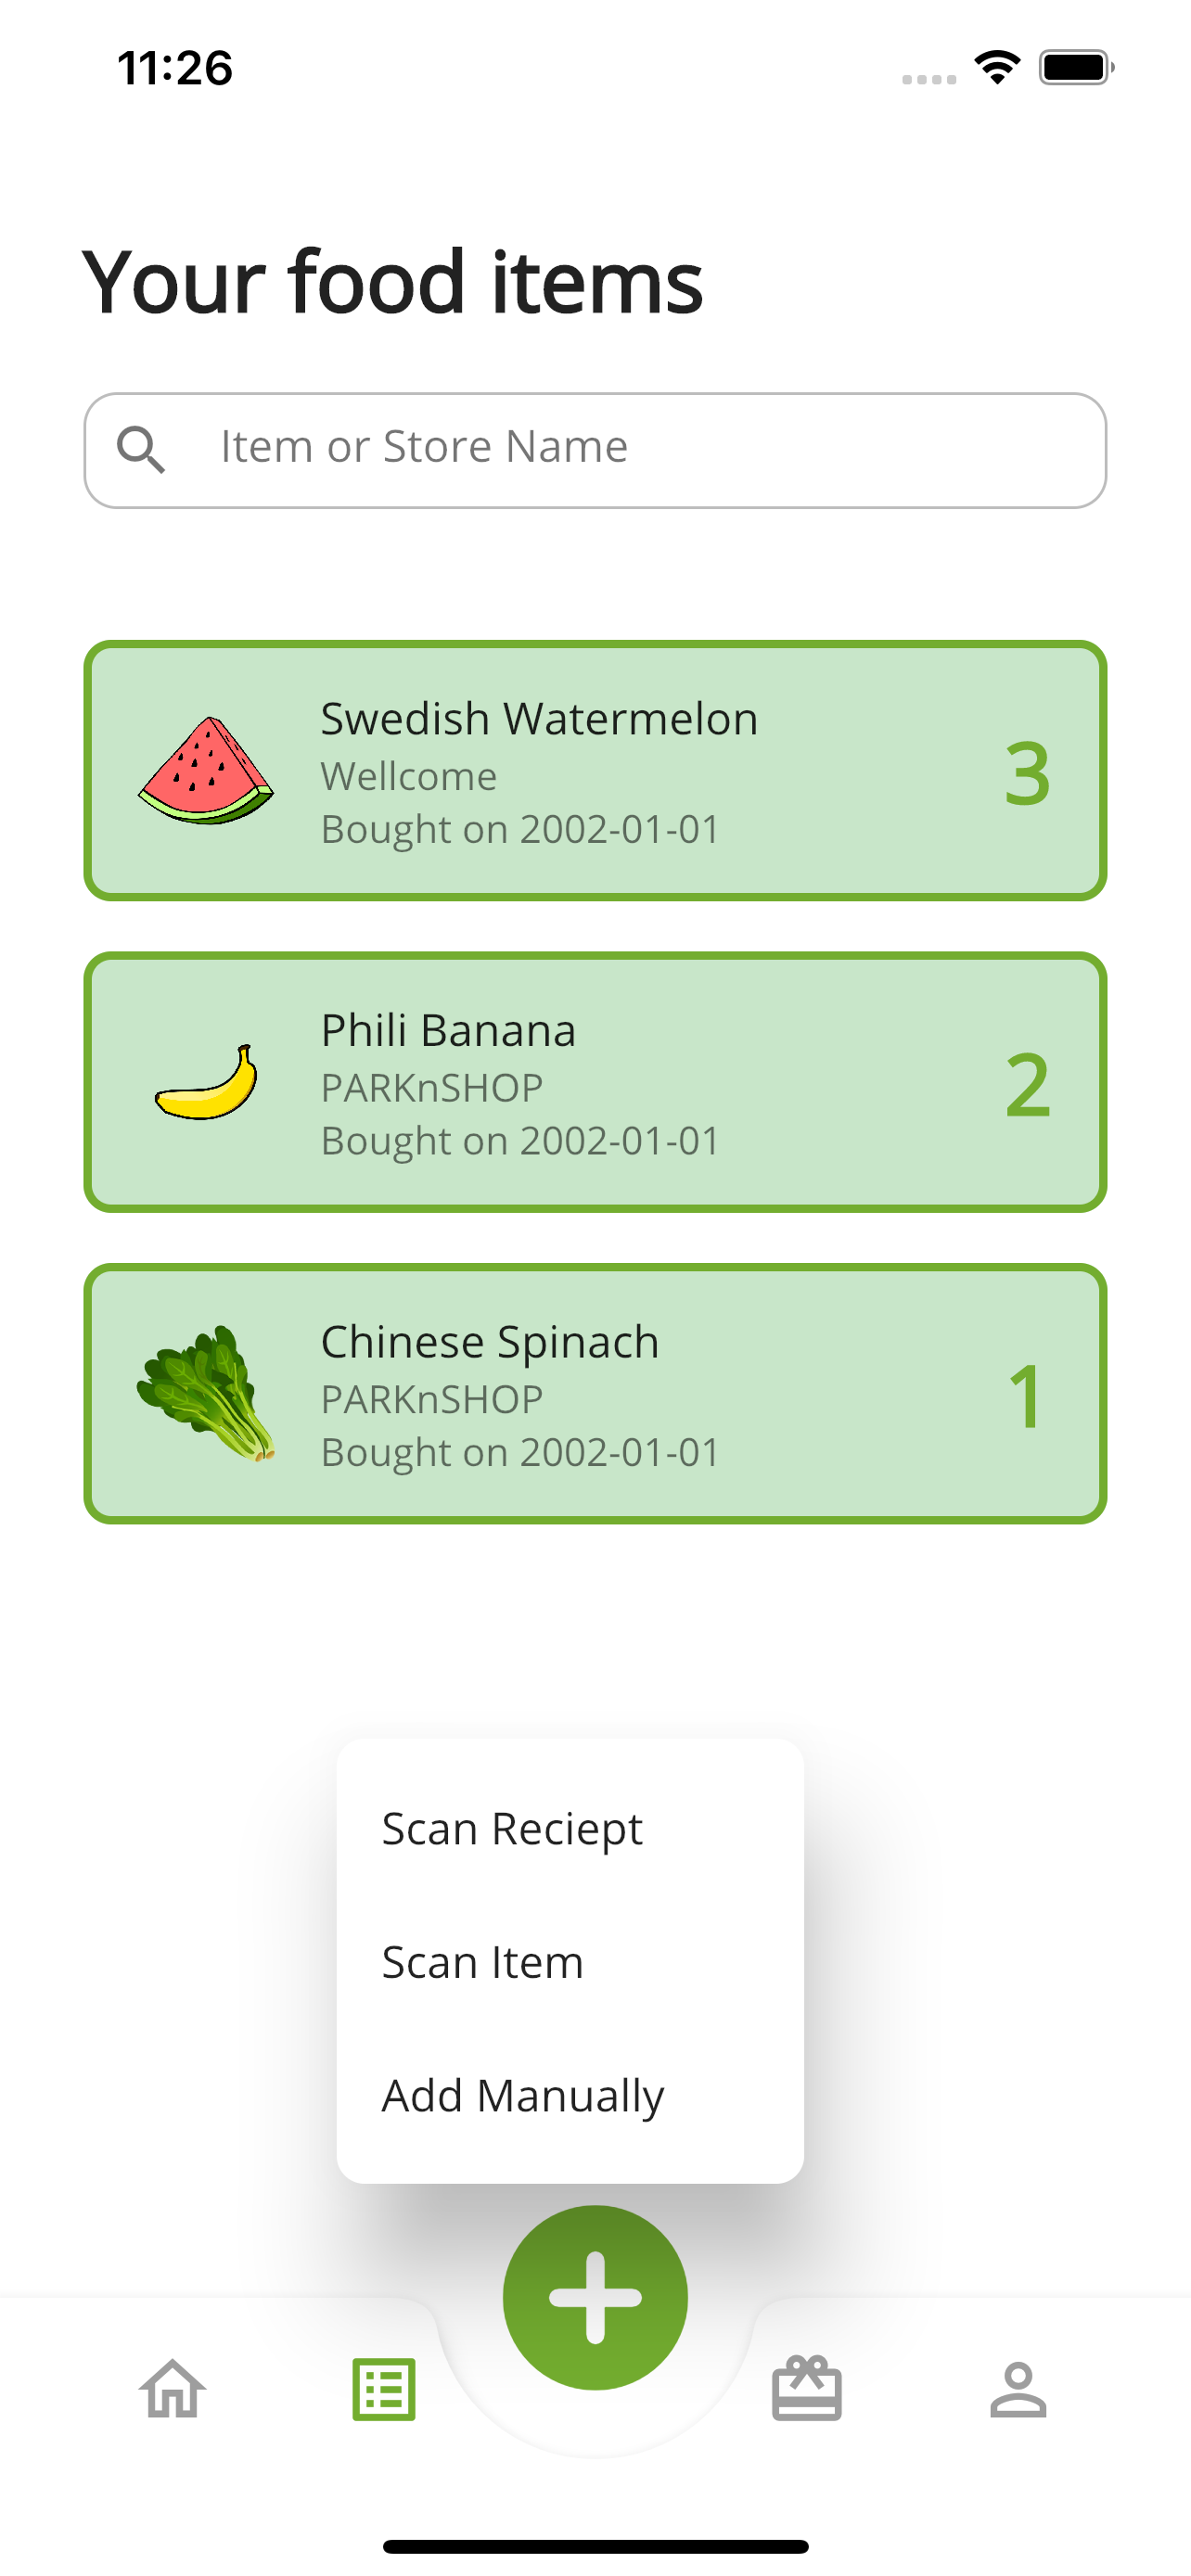 11:26
Your food items
Item or Store Name
Swedish Watermelon
Wellcome
Bought on 2002-01-01
3
Phili Banana
PARKnSHOP
Bought on 2002-01-01
2
Chinese Spinach
PARKnSHOP
Bought on 2002-01-01
1
Scan Reciept
Scan Item
Add Manually